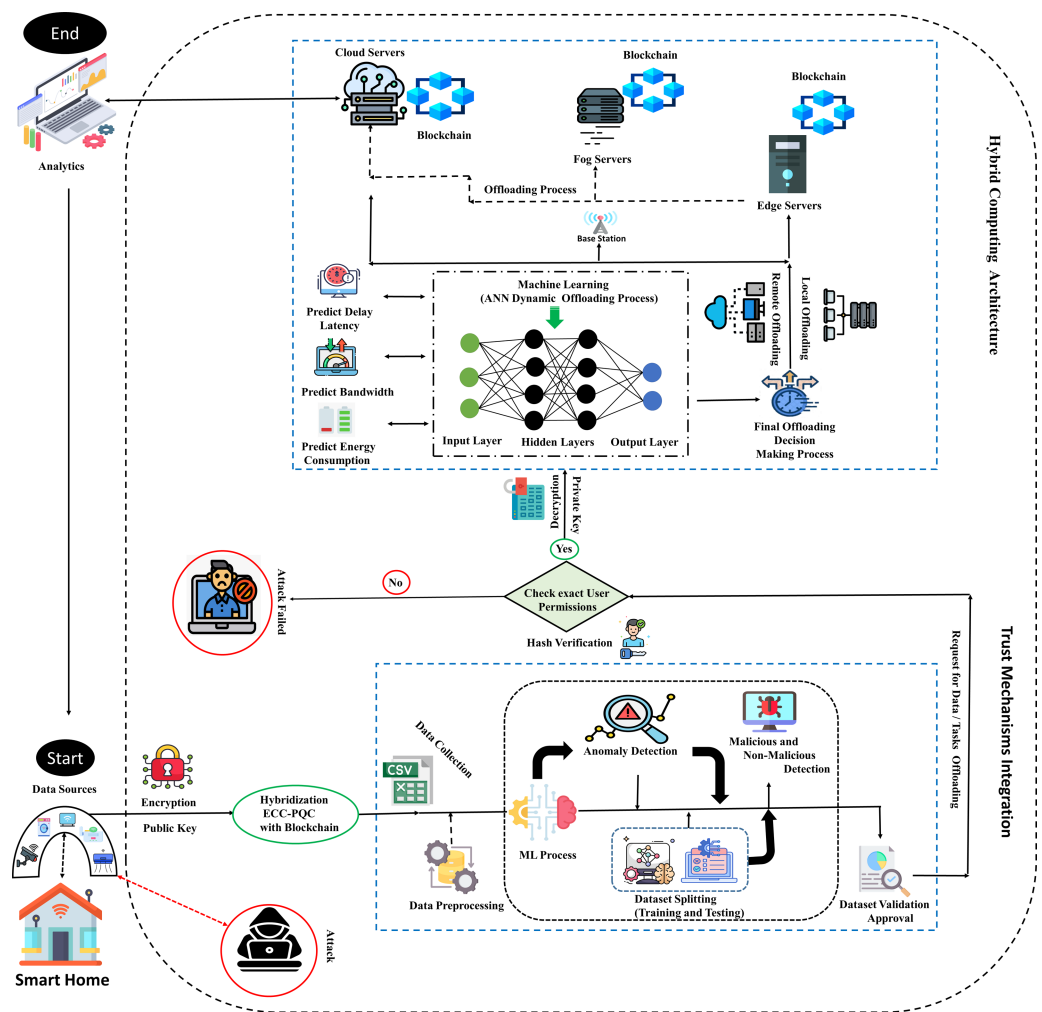 End
Analytics
Cloud Servers
Blockchain
Blockchain
Fog Servers
Blockchain
Edge Servers
Offloading Process
Base Station
Hybrid Computing Architecture
Predict Delay
Latency
Predict Bandwidth
Predict Energy
Consumption
Machine Learning
(ANN Dynamic Offloading Process)
Input Layer
Hidden Layers
Output Layer
Remote Offloading
Local Offloading
Final Offloading
Decision
Making Process
Private Key
Decryption
Yes
No
Check exact User
Permissions
Hash Verification
Attack Failed
Request for Data / Tasks Offloading
Trust Mechanisms Integration
Start
Data Sources
Encryption
Public Key
Hybridization
ECC-PQC
with Blockchain
Data Collection
CSV
Data Preprocessing
ML Process
Anomaly Detection
Malicious and
Non-Malicious
Detection
Dataset Splitting
(Training and Testing)
Dataset Validation
Approval
Smart Home
Attack